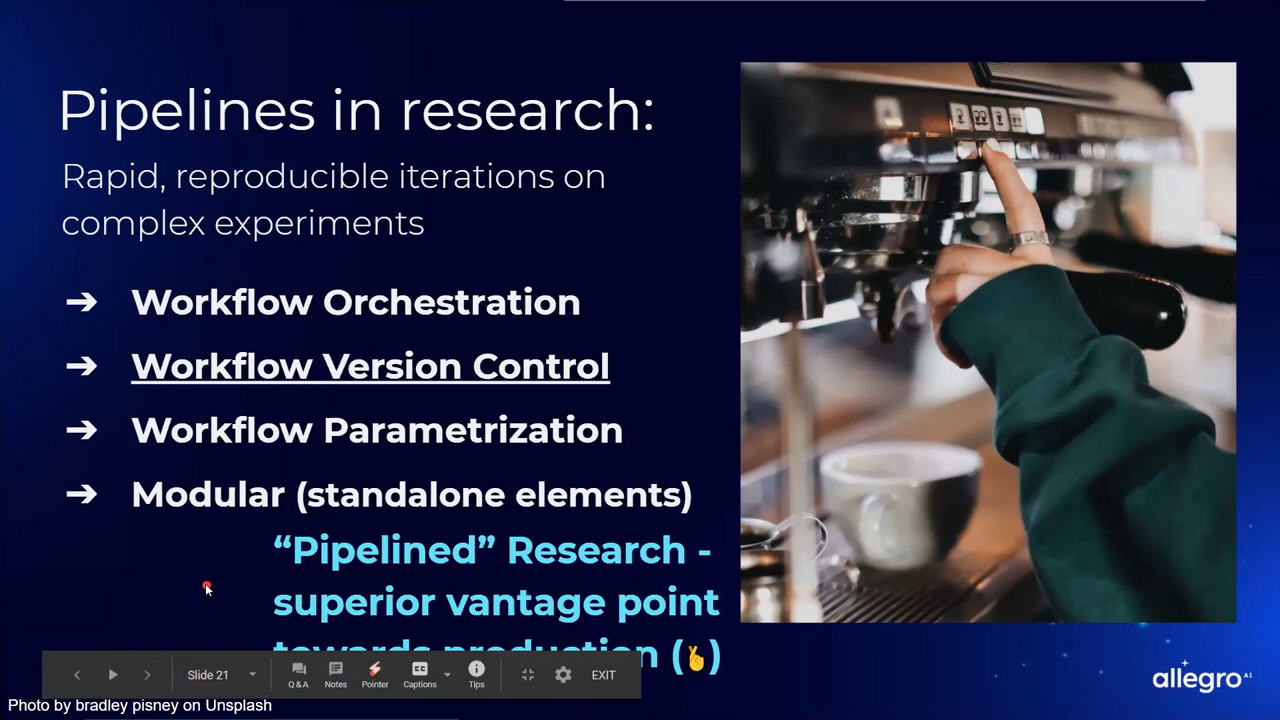 Pipelines in research:
Rapid, reproducible iterations on
complex experiments
➔ Workflow Orchestration
➔ Workflow Version Control
➔ Workflow Parametrization
➔ Modular (standalone elements)
“Pipelined” Research -
superior vantage point
towards production (🤞)
Slide 21
Q & A
Notes
Pointer
Captions
Tips
EXIT
Photo by bradley pisney on Unsplash
allegro AI